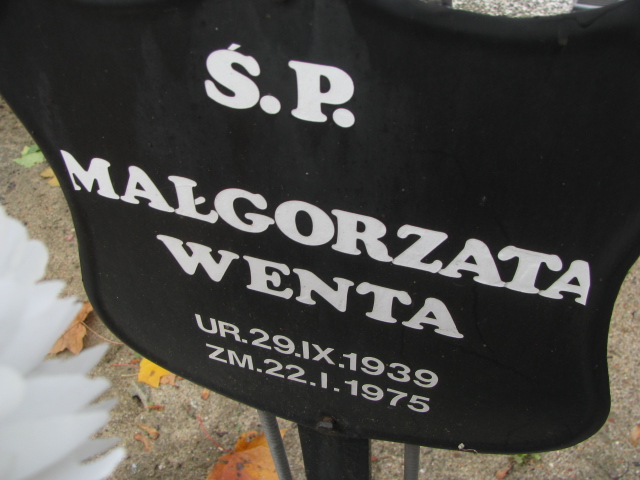 Ś.P.
MAŁGORZATA
WENTA
UR.29.IX.1939
ZM.22.I.1975